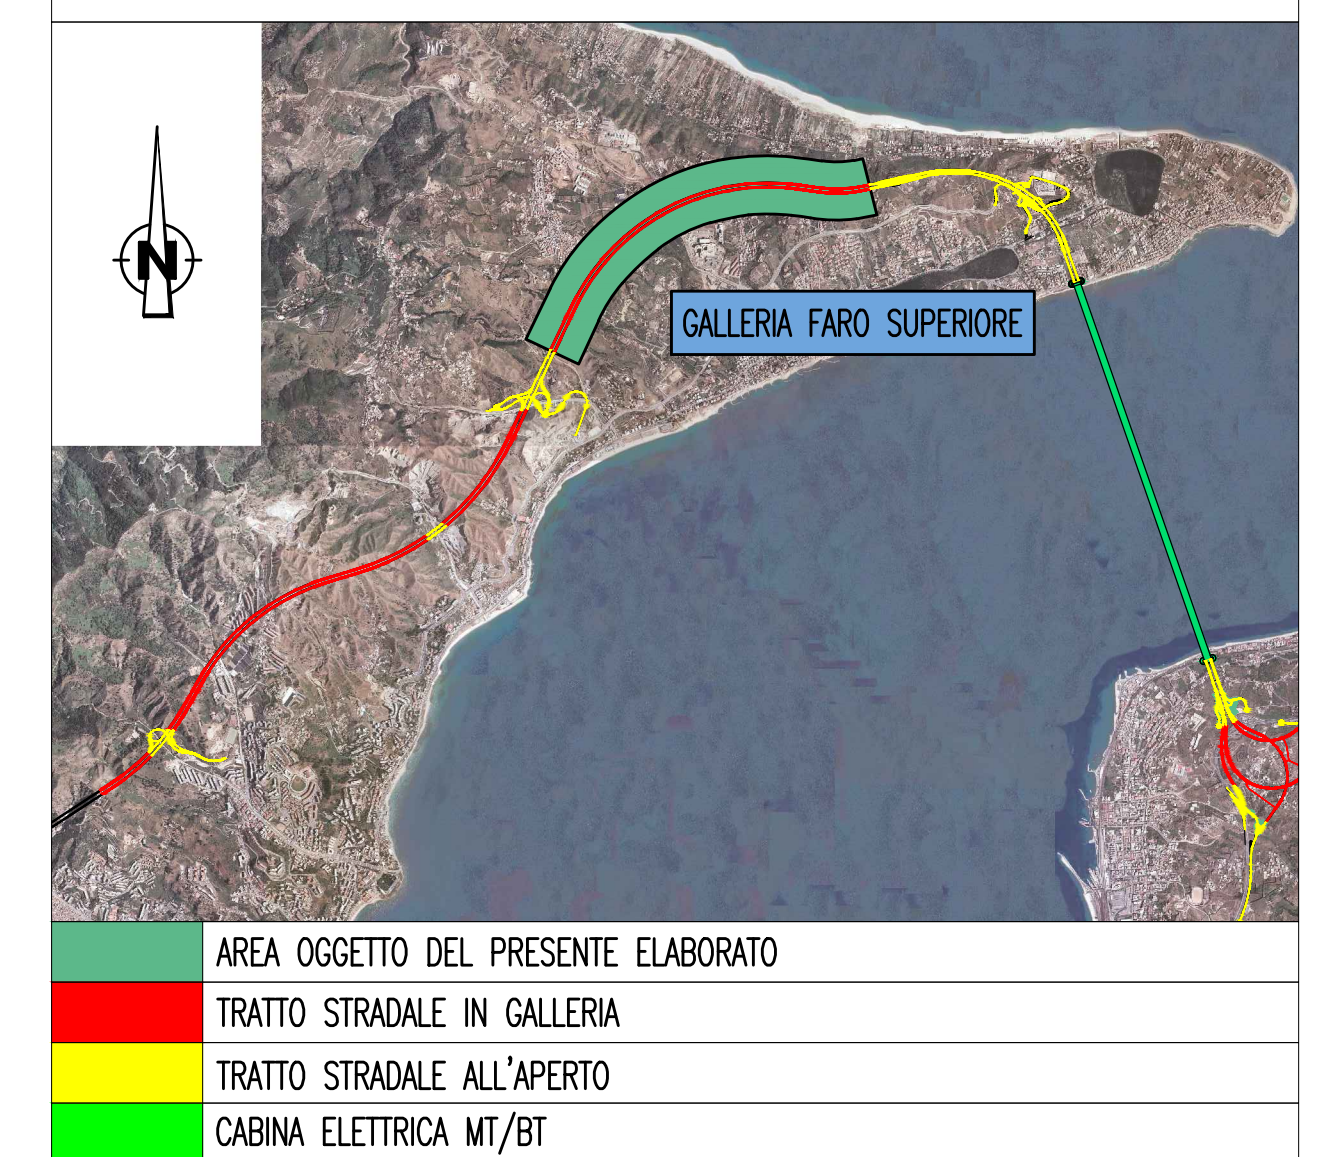 N
GALLERIA FARO SUPERIORE
AREA OGGETTO DEL PRESENTE ELABORATO
TRATTO STRADALE IN GALLERIA
TRATTO STRADALE ALL'APERTO
CABINA ELETTRICA MT/BT